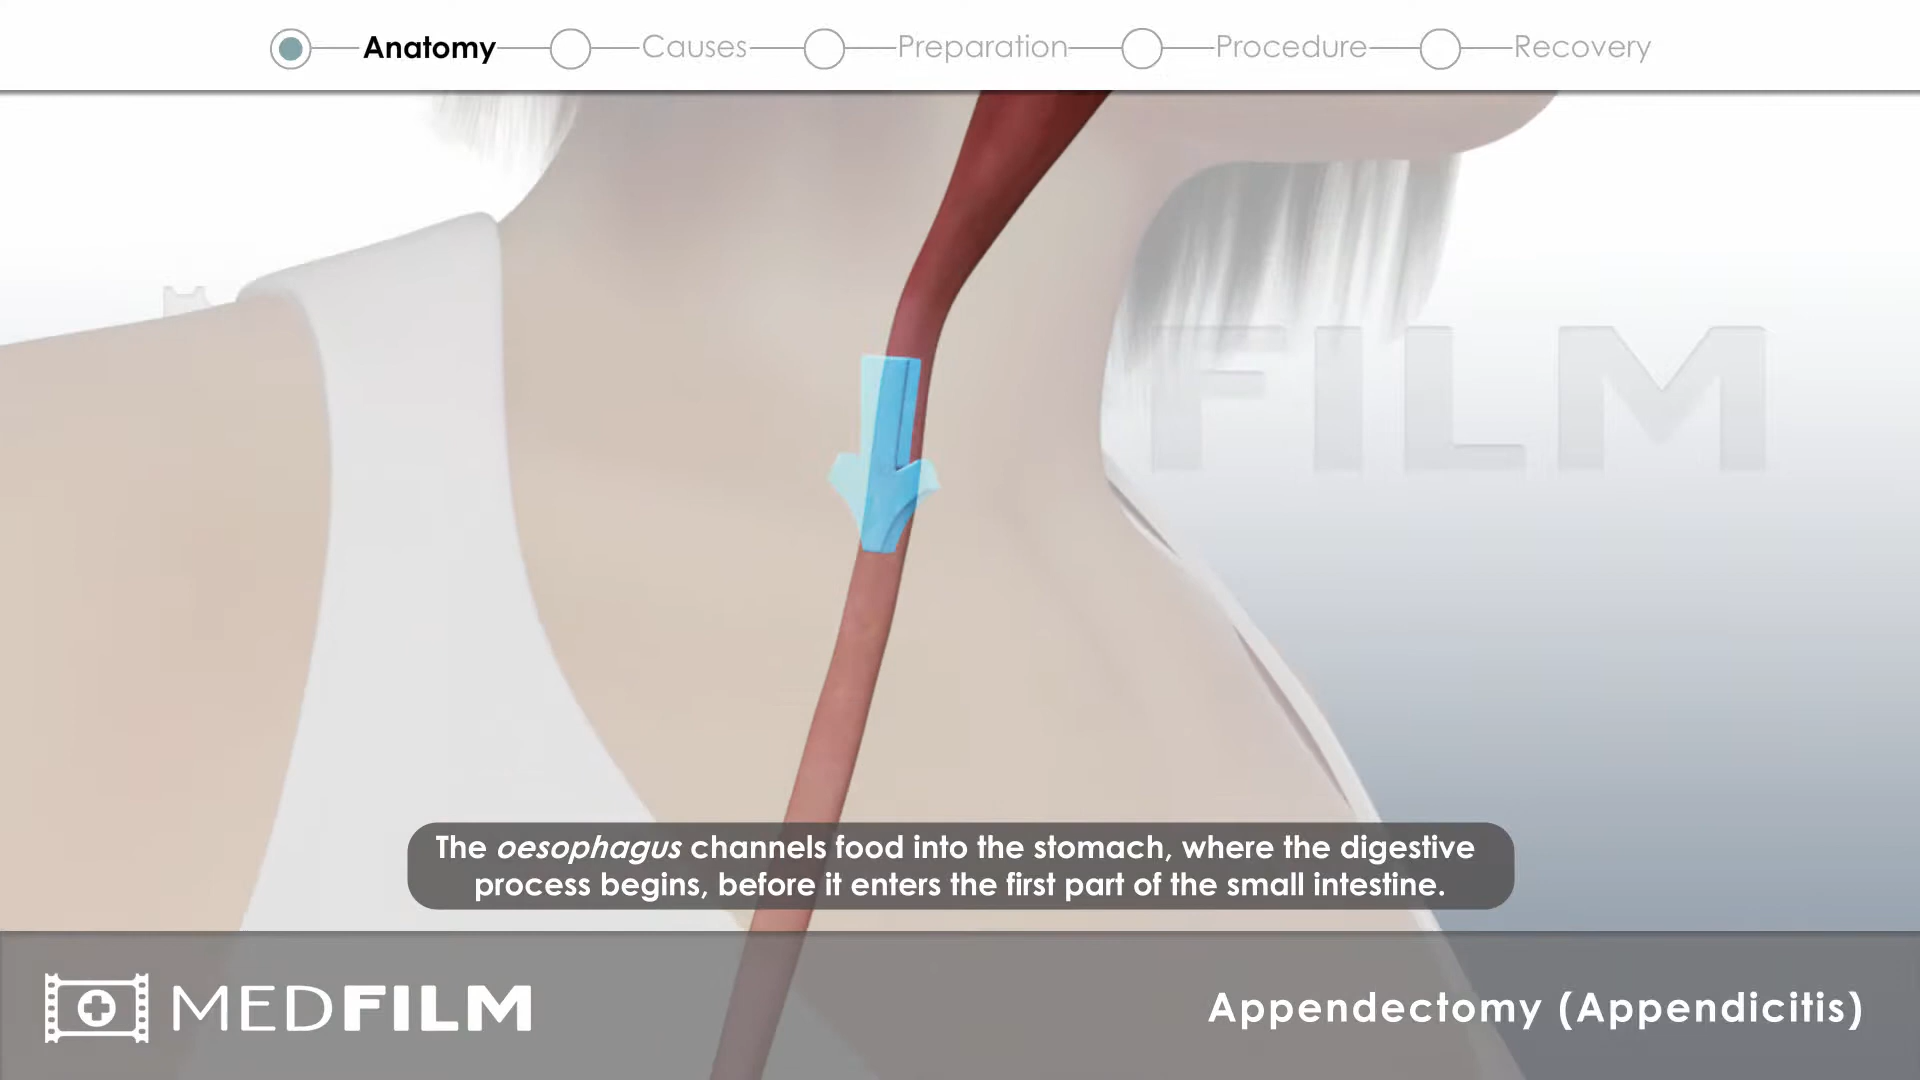 Anatomy Causes Preparation Procedure Recovery
FILM
The oesophagus channels food into the stomach, where the digestive
process begins, before it enters the first part of the small intestine.
MEDFILM
Appendectomy (Appendicitis)